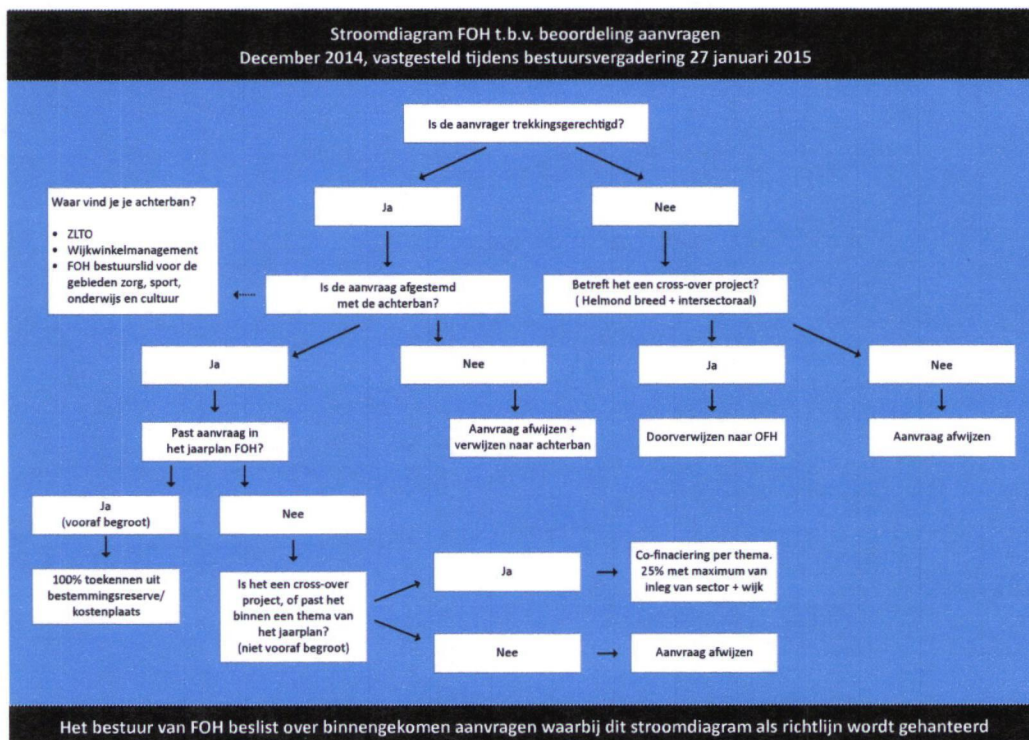 Stroomdiagram FOH t.b.v. beoordeling aanvragen
December 2014, vastgesteld tijdens bestuursvergadering 27 januari 2015
Is de aanvrager trekkingsgerechtigd?
Waar vind je je achterban?
• ZLTO
• Wijkwinkelmanagement
• FOH bestuurslid voor de
gebieden zorg, sport,
onderwijs en cultuur
Ja
Nee
Is de aanvraag afgestemd
met de achterban?
Betreft het een cross-over project?
( Helmond breed + intersectoraal)
Ja
Nee
Ja
Nee
Past aanvraag in
het jaarplan FOH?
Aanvraag afwijzen +
verwijzen naar achterban
Doorverwijzen naar OFH
Aanvraag afwijzen
Ja
(vooraf begroot)
Nee
100% toekennen uit
bestemmingsreserve/
kostenplaats
Is het een cross-over
project, of past het
binnen een thema van
het jaarplan?
(niet vooraf begroot)
Ja
Co-finaciering per thema.
25% met maximum van
inleg van sector + wijk
Nee
Aanvraag afwijzen
Het bestuur van FOH beslist over binnengekomen aanvragen waarbij dit stroomdiagram als richtlijn wordt gehanteerd